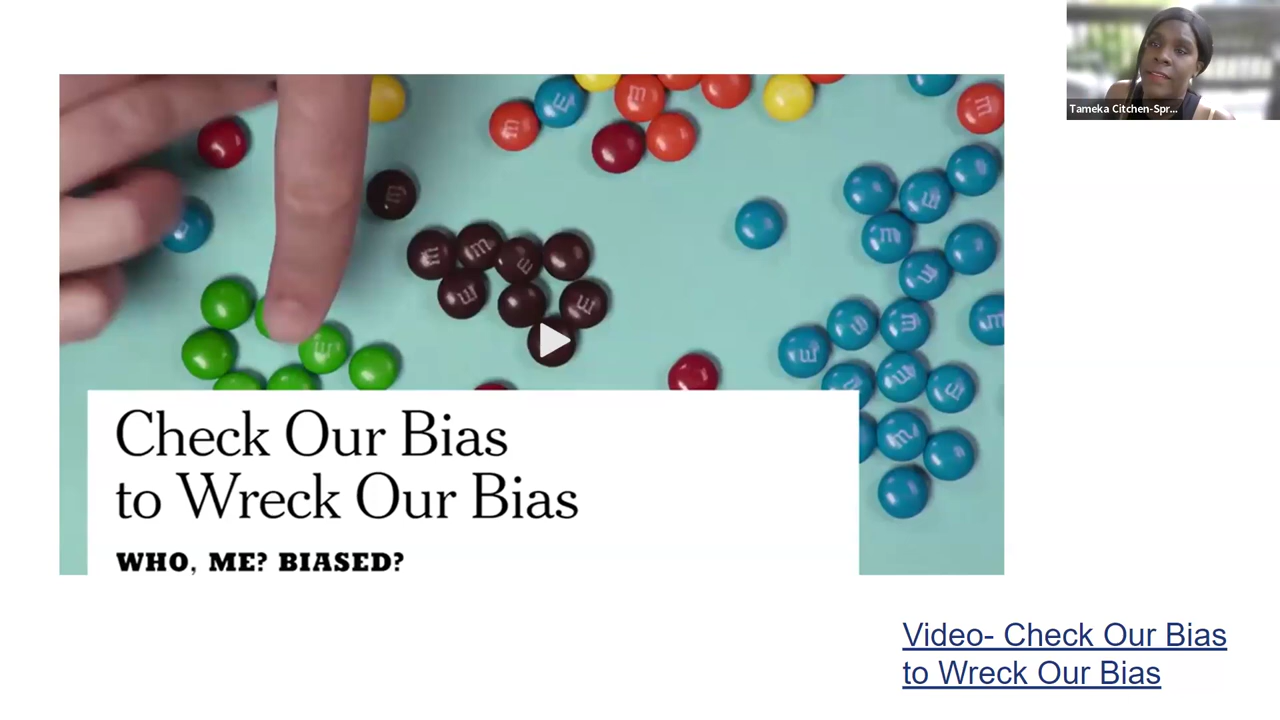 Tameka Citchen-Spr...
Check Our Bias
to Wreck Our Bias
WHO, ME? BIASED?
Video- Check Our Bias
to Wreck Our Bias